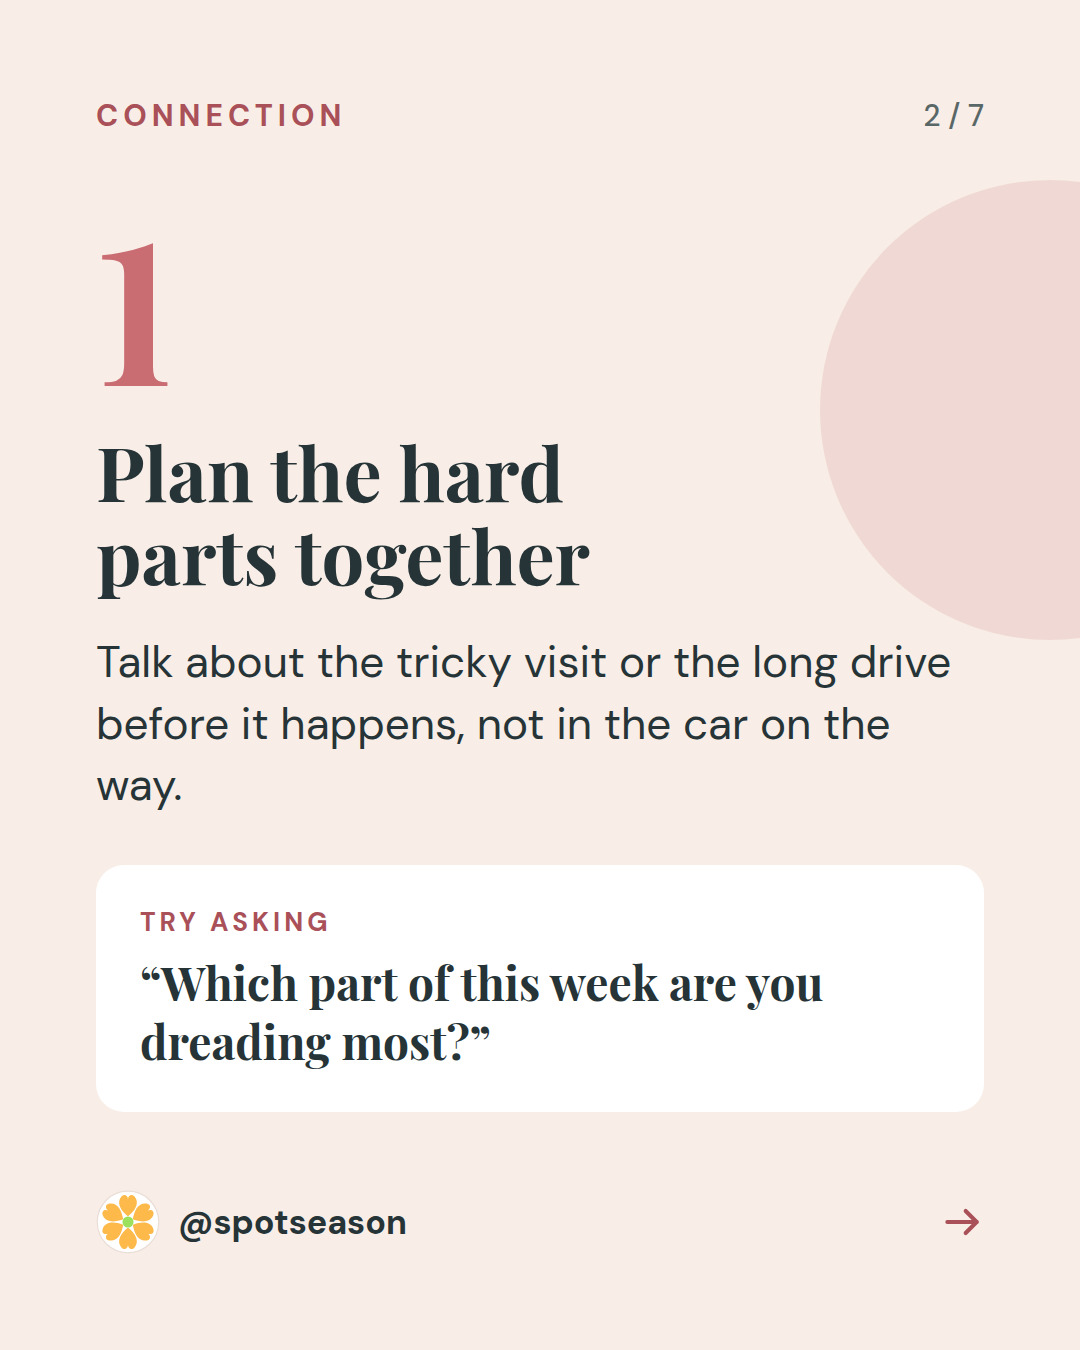 CONNECTION
2 / 7
1
Plan the hard
parts together
Talk about the tricky visit or the long drive
before it happens, not in the car on the
way.
TRY ASKING
“Which part of this week are you
dreading most?”
@spotseason